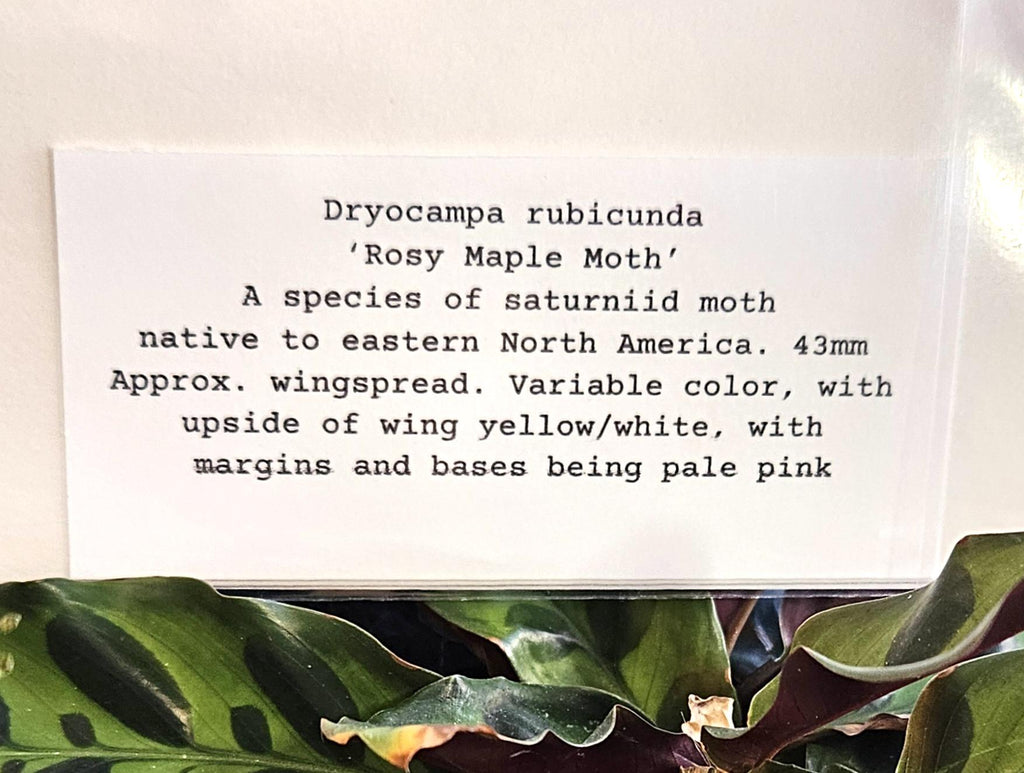 Dryocampa rubicunda
'Rosy Maple Moth'
A species of saturniid moth
native to eastern North America. 43mm
Approx. wingspread. Variable color, with
upside of wing yellow/white, with
margins and bases being pale pink